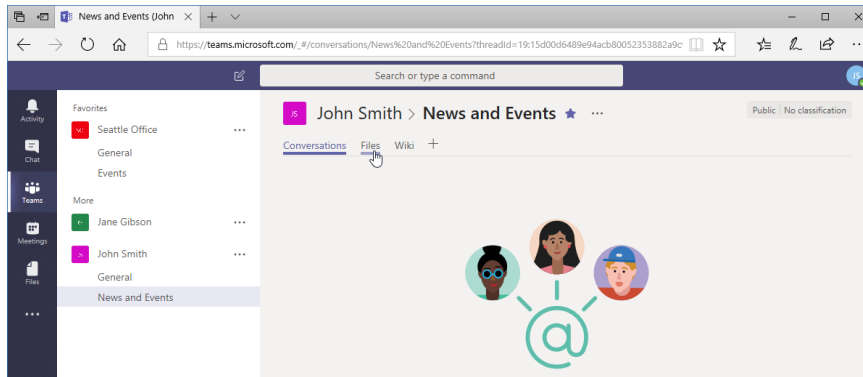 News and Events (John
https://teams.microsoft.com/_#/conversations/News%20and%20Events?threadId=19:15d00d6489e94acb80052353882a9c
Search or type a command
JS
Activity
Chat
Teams
Meetings
Files
Favorites
Seattle Office
General
Events
More
Jane Gibson
John Smith
General
News and Events
JS
John Smith > News and Events
Public
No classification
Conversations
Files
Wiki
@